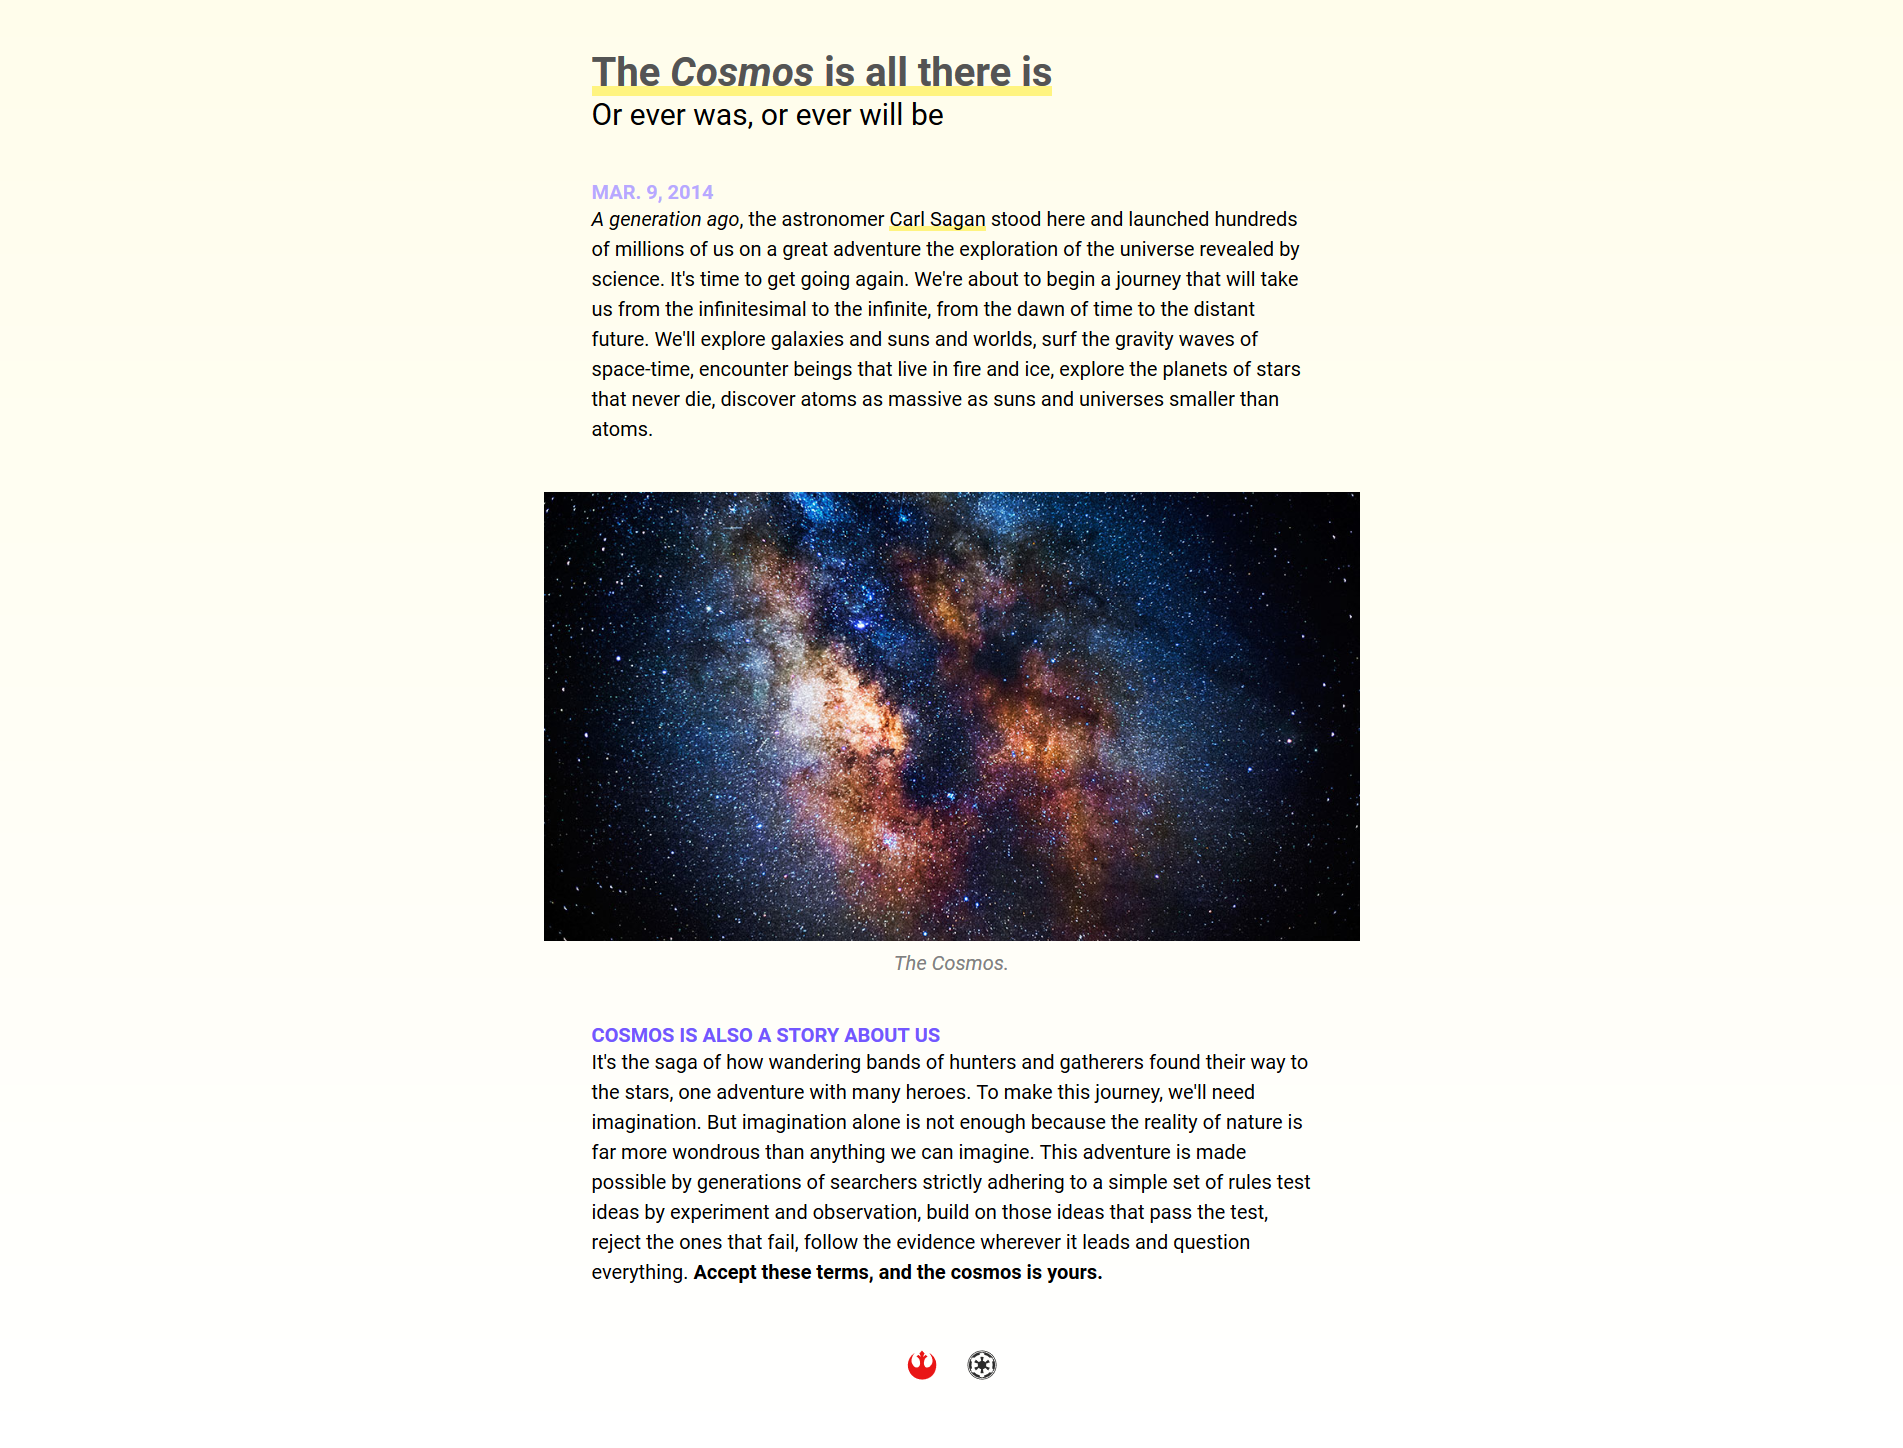 The Cosmos is all there is
Or ever was, or ever will be
MAR. 9, 2014
A generation ago, the astronomer Carl Sagan stood here and launched hundreds
of millions of us on a great adventure the exploration of the universe revealed by
science. It's time to get going again. We're about to begin a journey that will take
us from the infinitesimal to the infinite, from the dawn of time to the distant
future. We'll explore galaxies and suns and worlds, surf the gravity waves of
space-time, encounter beings that live in fire and ice, explore the planets of stars
that never die, discover atoms as massive as suns and universes smaller than
atoms.
The Cosmos.
COSMOS IS ALSO A STORY ABOUT US
It's the saga of how wandering bands of hunters and gatherers found their way to
the stars, one adventure with many heroes. To make this journey, we'll need
imagination. But imagination alone is not enough because the reality of nature is
far more wondrous than anything we can imagine. This adventure is made
possible by generations of searchers strictly adhering to a simple set of rules test
ideas by experiment and observation, build on those ideas that pass the test,
reject the ones that fail, follow the evidence wherever it leads and question
everything. Accept these terms, and the cosmos is yours.